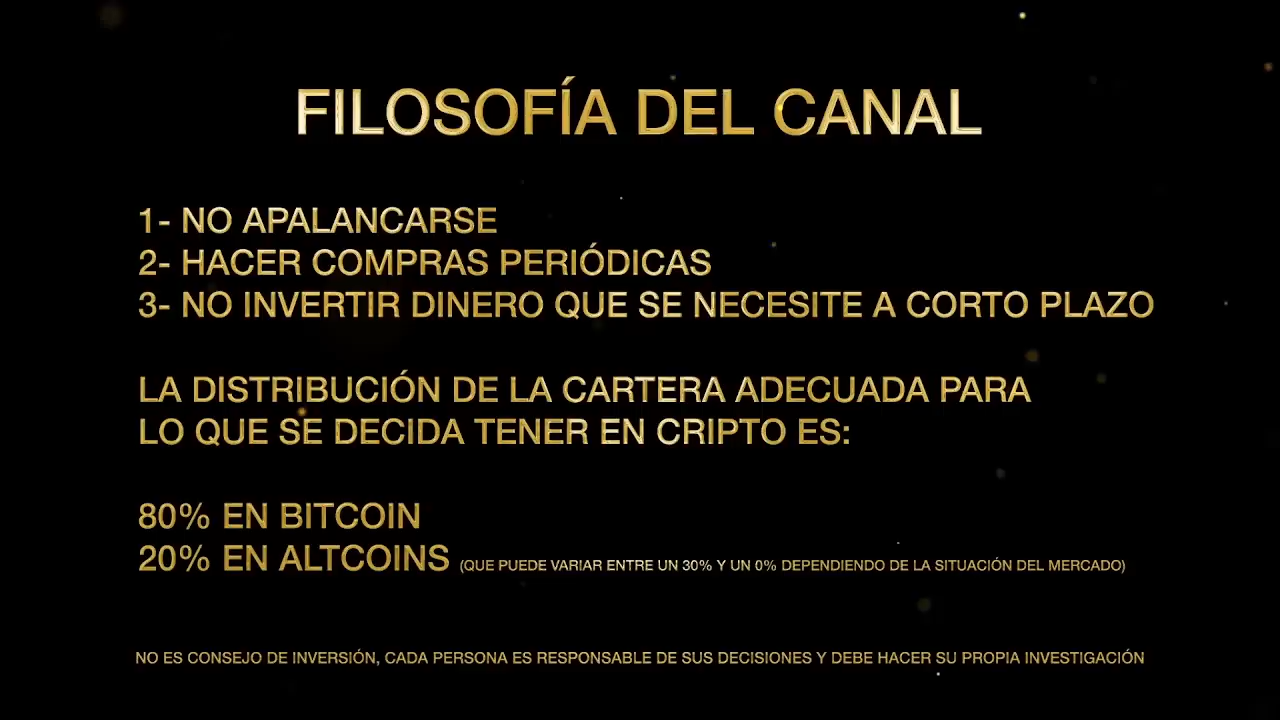 FILOSOFÍA DEL CANAL
1- NO APALANCARSE
2- HACER COMPRAS PERIÓDICAS
3- NO INVERTIR DINERO QUE SE NECESITE A CORTO PLAZO
LA DISTRIBUCIÓN DE LA CARTERA ADECUADA PARA
LO QUE SE DECIDA TENER EN CRIPTO ES:
80% EN BITCOIN
20% EN ALTCOINS (QUE PUEDE VARIAR ENTRE UN 30% Y UN 0% DEPENDIENDO DE LA SITUACIÓN DEL MERCADO)
NO ES CONSEJO DE INVERSIÓN, CADA PERSONA ES RESPONSABLE DE SUS DECISIONES Y DEBE HACER SU PROPIA INVESTIGACIÓN